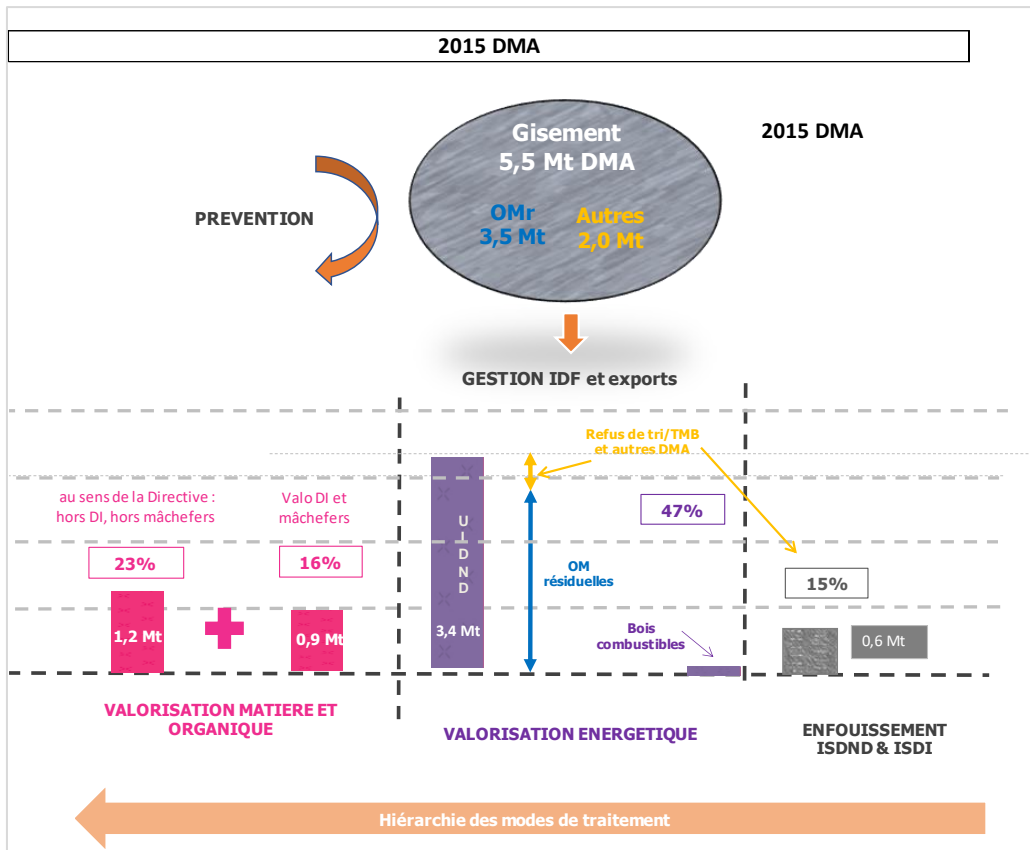 2015 DMA
Gisement
5,5 Mt DMA
2015 DMA
OMr
3,5 Mt
Autres
2,0 Mt
PREVENTION
GESTION IDF et exports
Refus de tri/TMB
et autres DMA
au sens de la Directive :
hors DI, hors mâchefers
Valo DI et
mâchefers
23%
16%
UIDND
47%
OM
résiduelles
15%
1,2 Mt
0,9 Mt
3,4 Mt
Bois
combustibles
0,6 Mt
VALORISATION MATIERE ET
ORGANIQUE
VALORISATION ENERGETIQUE
ENFOUISSEMENT
ISDND & ISDI
Hiérarchie des modes de traitement